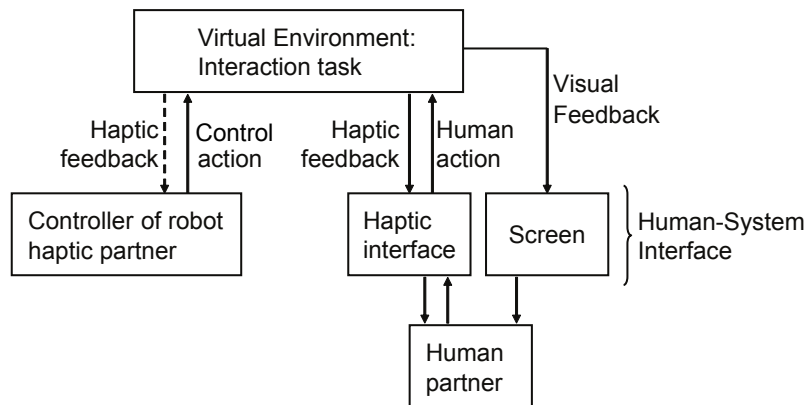 Virtual Environment:
Interaction task
Visual
Feedback
Haptic
feedback
Control
action
Haptic
feedback
Human
action
Controller of robot
haptic partner
Haptic
interface
Screen
Human-System
Interface
Human
partner